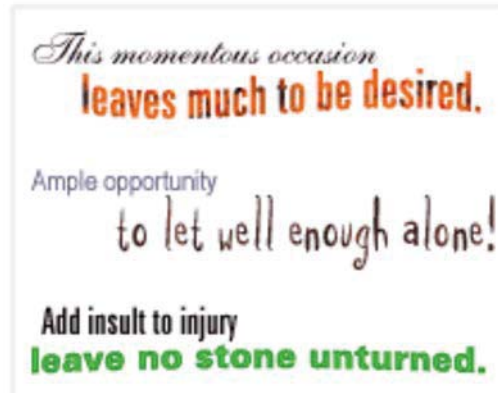 This momentous occasion
leaves much to be desired.
Ample opportunity
to let well enough alone!
Add insult to injury
leave no stone unturned.